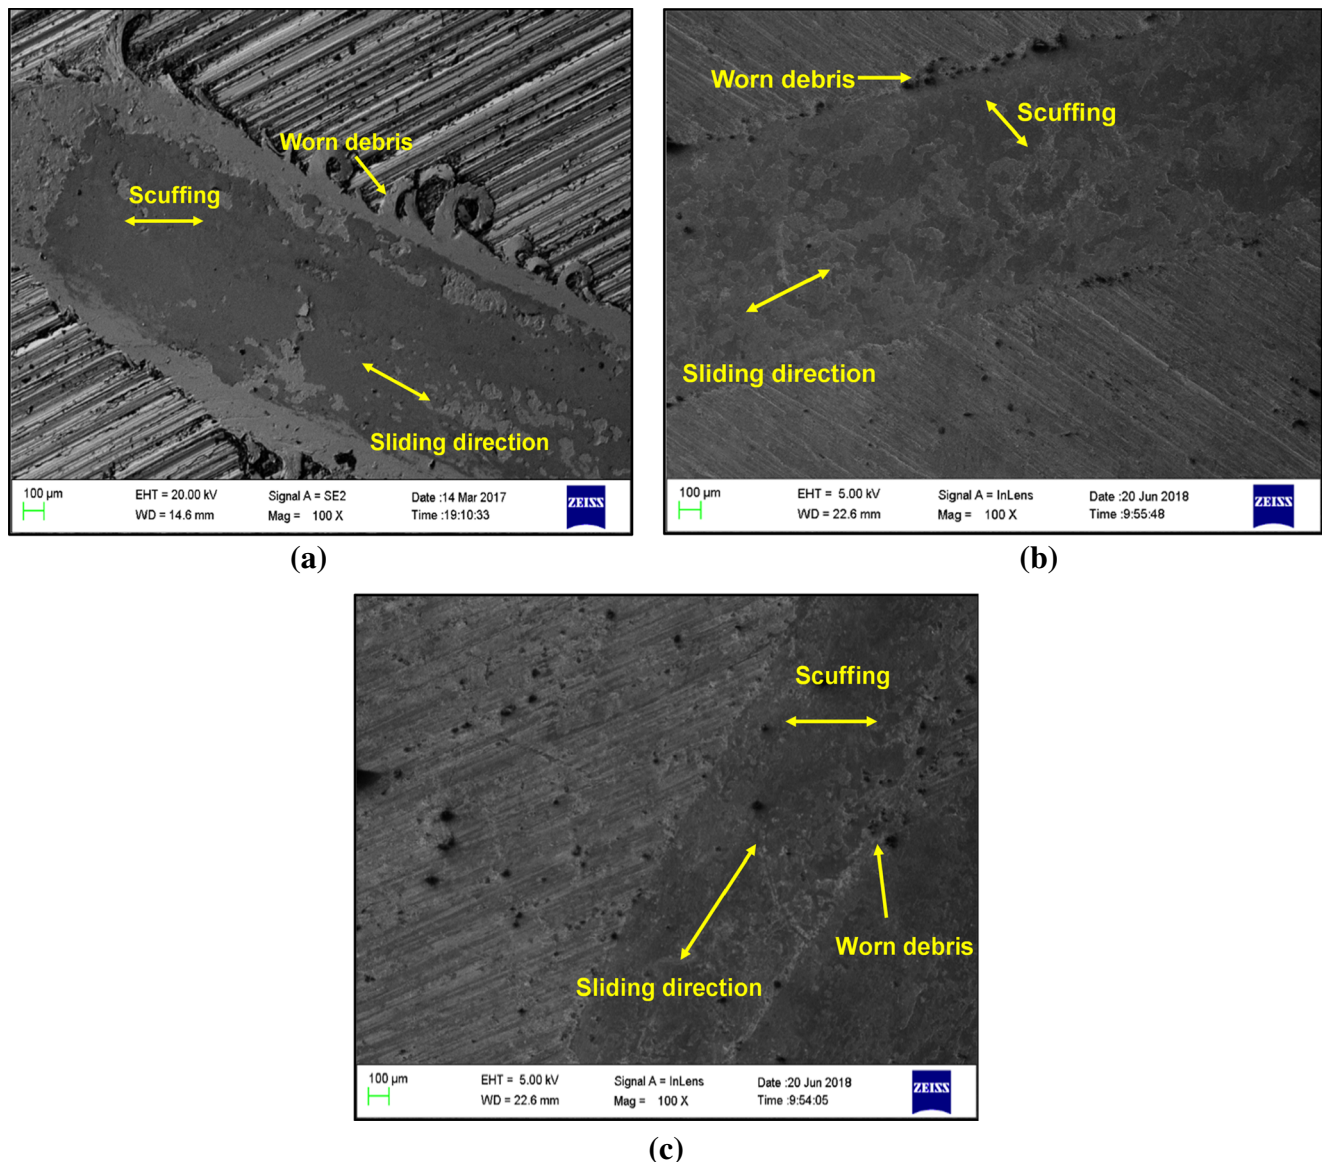 Worn debris
Scuffing
Sliding direction
100 µm
EHT = 20.00 kV
Signal A = SE2
Date :14 Mar 2017
WD = 14.6 mm
Mag = 100 X
Time :19:10:33
ZEISS
(a)
Worn debris
Scuffing
Sliding direction
100 µm
EHT = 5.00 kV
Signal A = InLens
Date :20 Jun 2018
WD = 22.6 mm
Mag = 100 X
Time :9:55:48
ZEISS
(b)
Scuffing
Worn debris
Sliding direction
100 µm
EHT = 5.00 kV
Signal A = InLens
Date :20 Jun 2018
WD = 22.6 mm
Mag = 100 X
Time :9:54:05
ZEISS
(c)